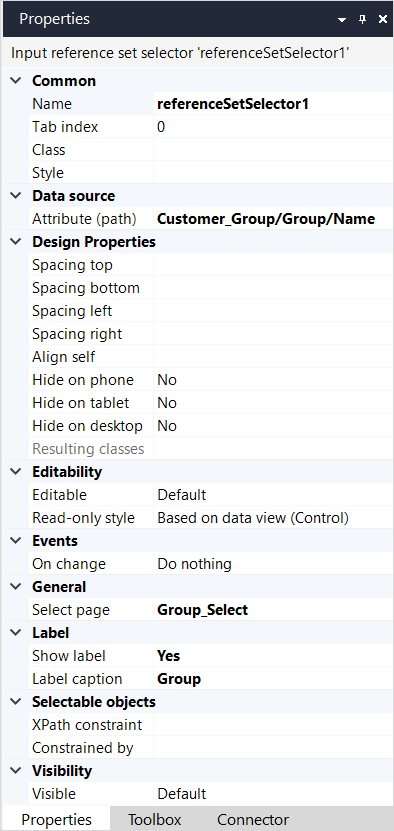 Properties
Input reference set selector 'referenceSetSelector1'
Common
Name referenceSetSelector1
Tab index 0
Class
Style
Data source
Attribute (path) Customer_Group/Group/Name
Design Properties
Spacing top
Spacing bottom
Spacing left
Spacing right
Align self
Hide on phone No
Hide on tablet No
Hide on desktop No
Resulting classes
Editability
Editable Default
Read-only style Based on data view (Control)
Events
On change Do nothing
General
Select page Group_Select
Label
Show label Yes
Label caption Group
Selectable objects
XPath constraint
Constrained by
Visibility
Visible Default
Properties Toolbox Connector